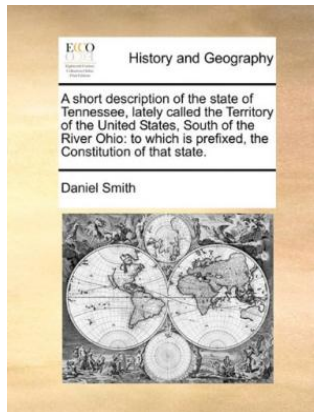 ECCO
History and Geography
A short description of the state of
Tennessee, lately called the Territory
of the United States, South of the
River Ohio: to which is prefixed, the
Constitution of that state.
Daniel Smith